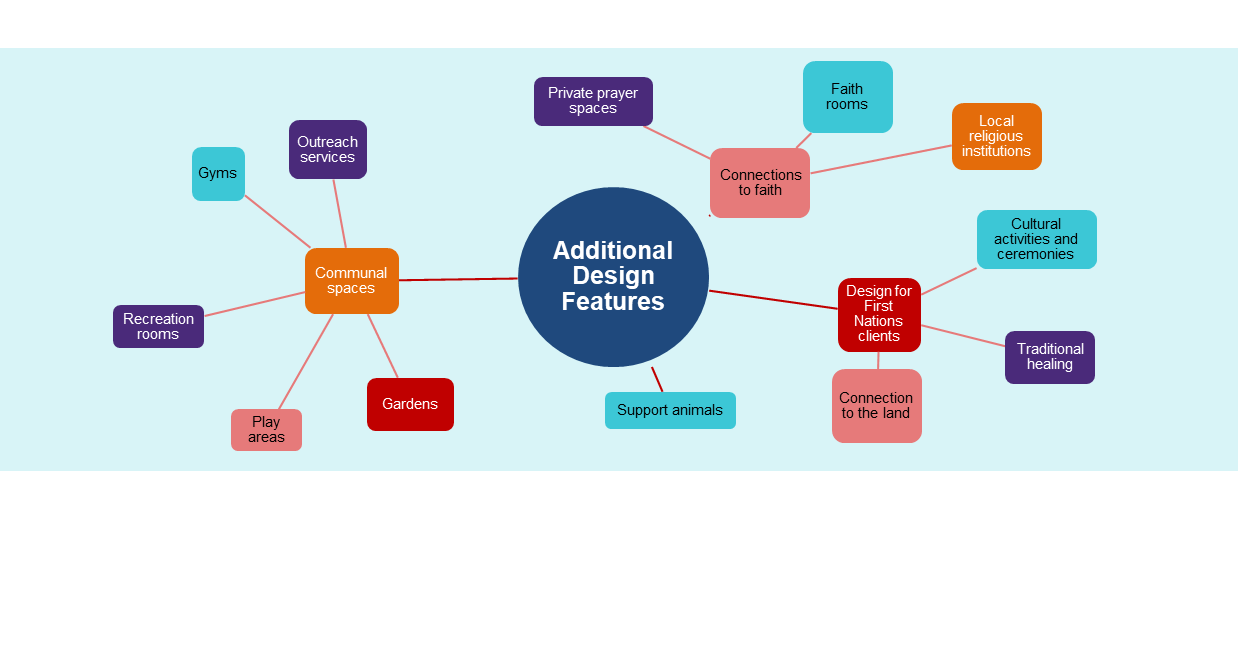 Private prayer
spaces
Faith
rooms
Local
religious
institutions
Outreach
services
Gyms
Connections
to faith
Cultural
activities and
ceremonies
Additional
Design
Features
Communal
spaces
Design for
First
Nations
clients
Recreation
rooms
Traditional
healing
Connection
to the land
Gardens
Support animals
Play
areas